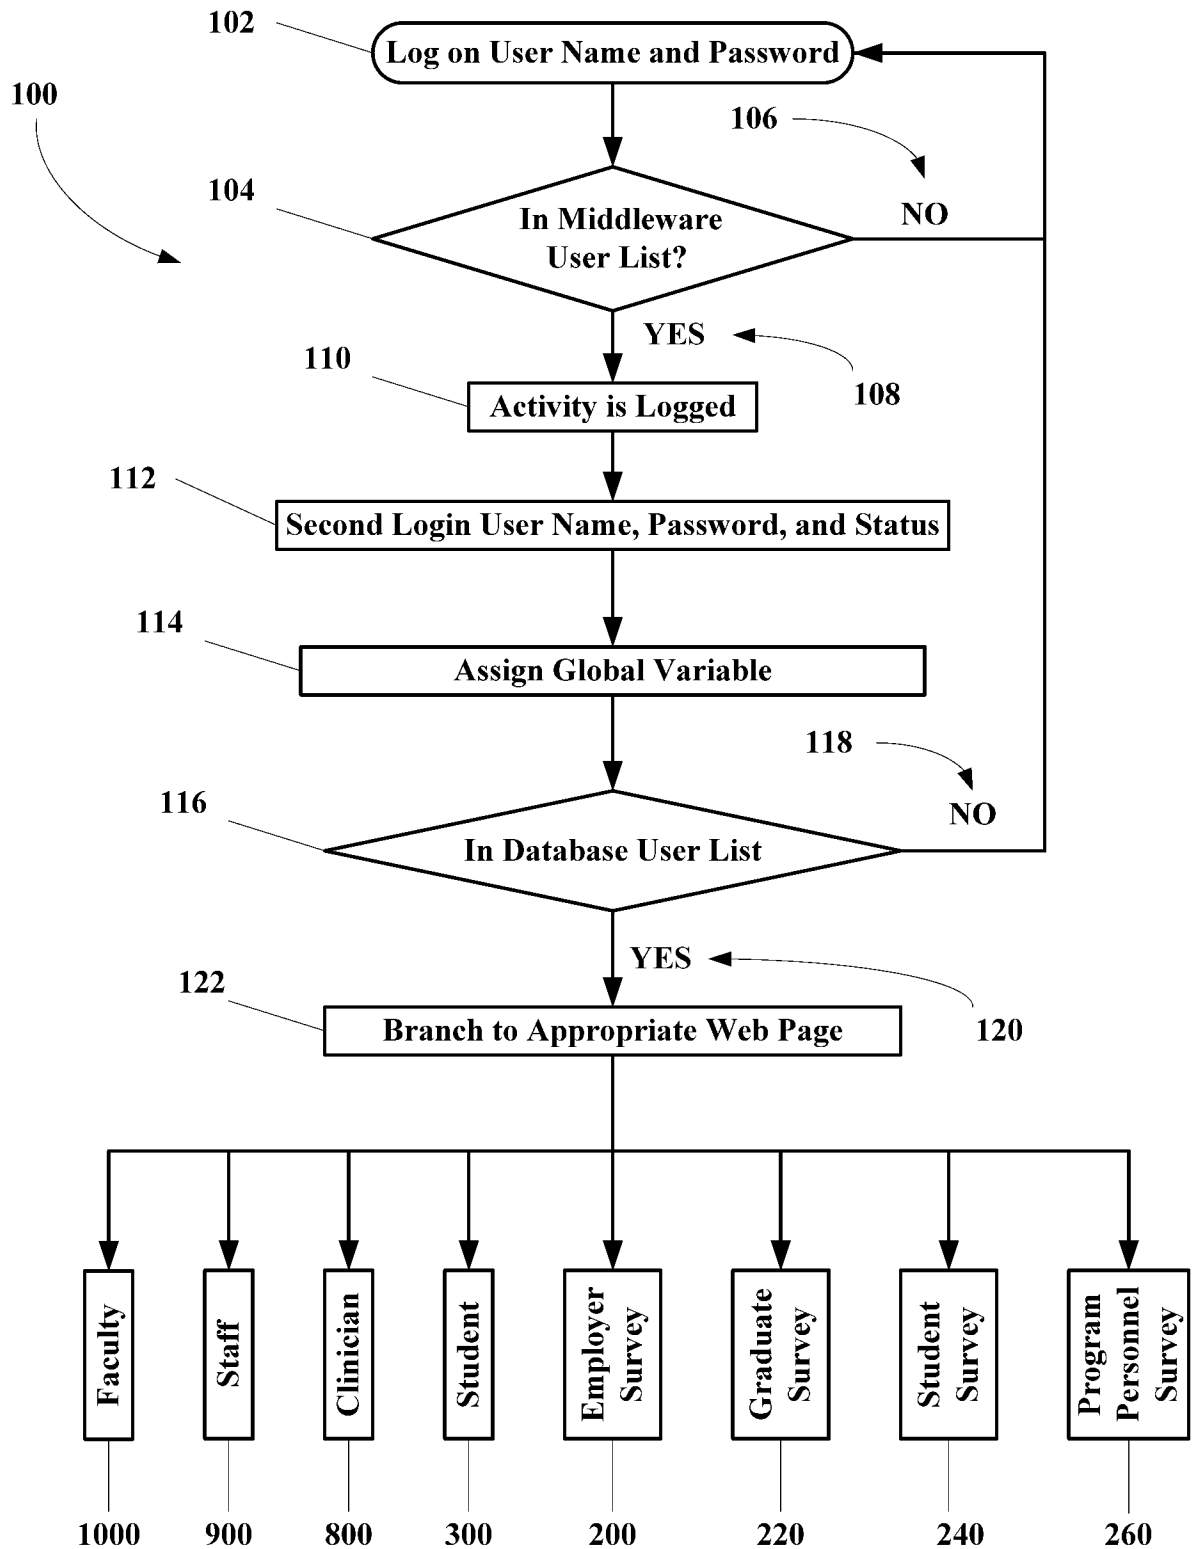 102
Log on User Name and Password
100
106
104
In Middleware
User List?
NO
YES
108
110
Activity is Logged
112
Second Login User Name, Password, and Status
114
Assign Global Variable
118
116
In Database User List
NO
YES
120
122
Branch to Appropriate Web Page
Faculty
Staff
Clinician
Student
Employer
Survey
Graduate
Survey
Student
Survey
Program
Personnel
Survey
1000
900
800
300
200
220
240
260